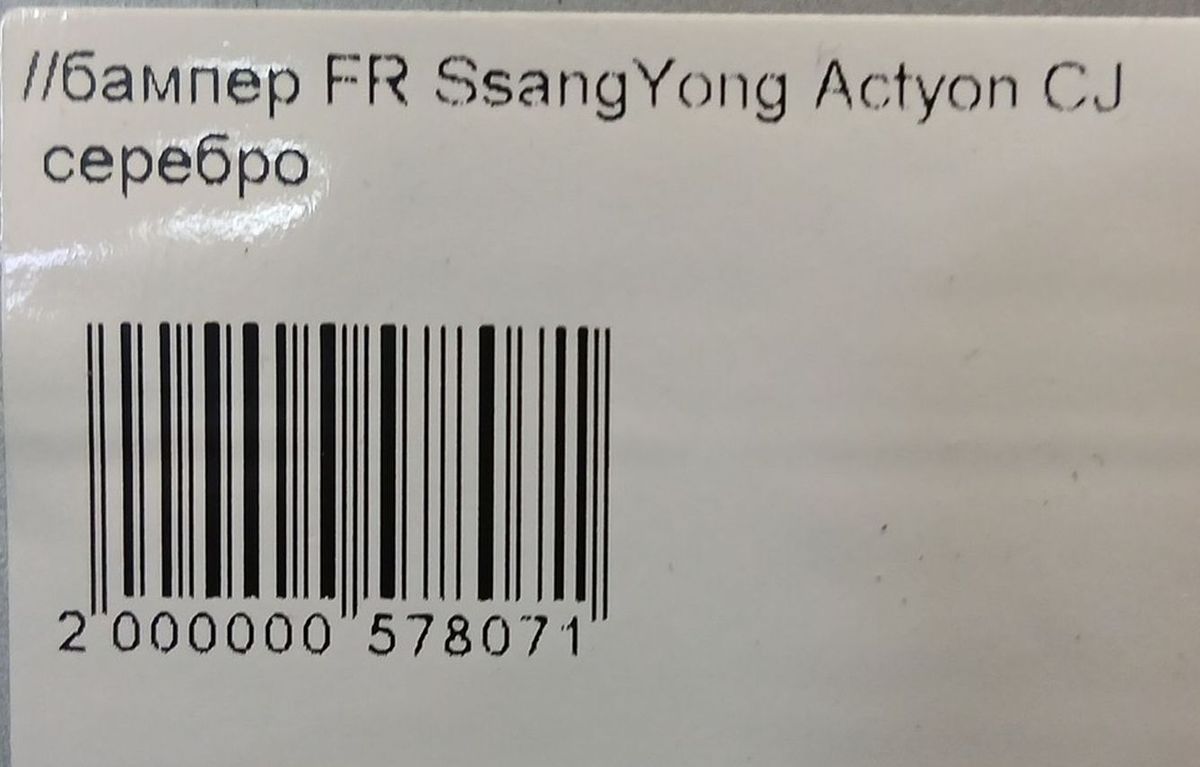 //бампер FR SsangYong Actyon CJ
серебро
2 000000 578071